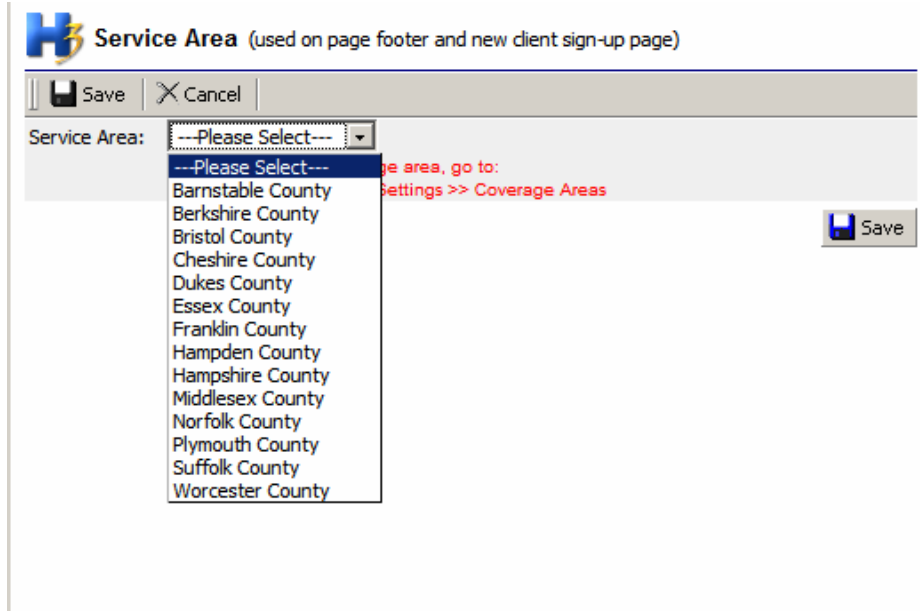 H3 Service Area (used on page footer and new client sign-up page)
Save Cancel
Service Area: ---Please Select---
---Please Select---
area, go to:
Settings >> Coverage Areas
Barnstable County
Berkshire County
Bristol County
Cheshire County
Dukes County
Essex County
Franklin County
Hampden County
Hampshire County
Middlesex County
Norfolk County
Plymouth County
Suffolk County
Worcester County
Save